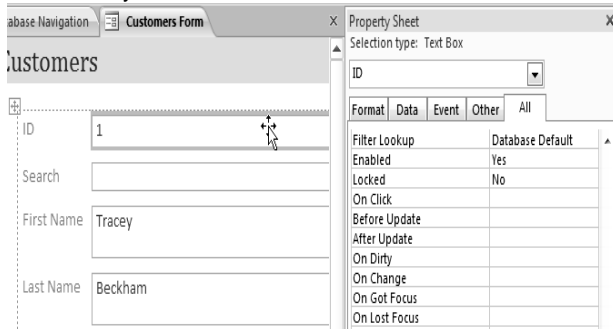 abase Navigation Customers Form x
ustomers
ID 1
Search
First Name Tracey
Last Name Beckham
Property Sheet x
Selection type: Text Box
ID
Format Data Event Other All
Filter Lookup Database Default
Enabled Yes
Locked No
On Click
Before Update
After Update
On Dirty
On Change
On Got Focus
On Lost Focus